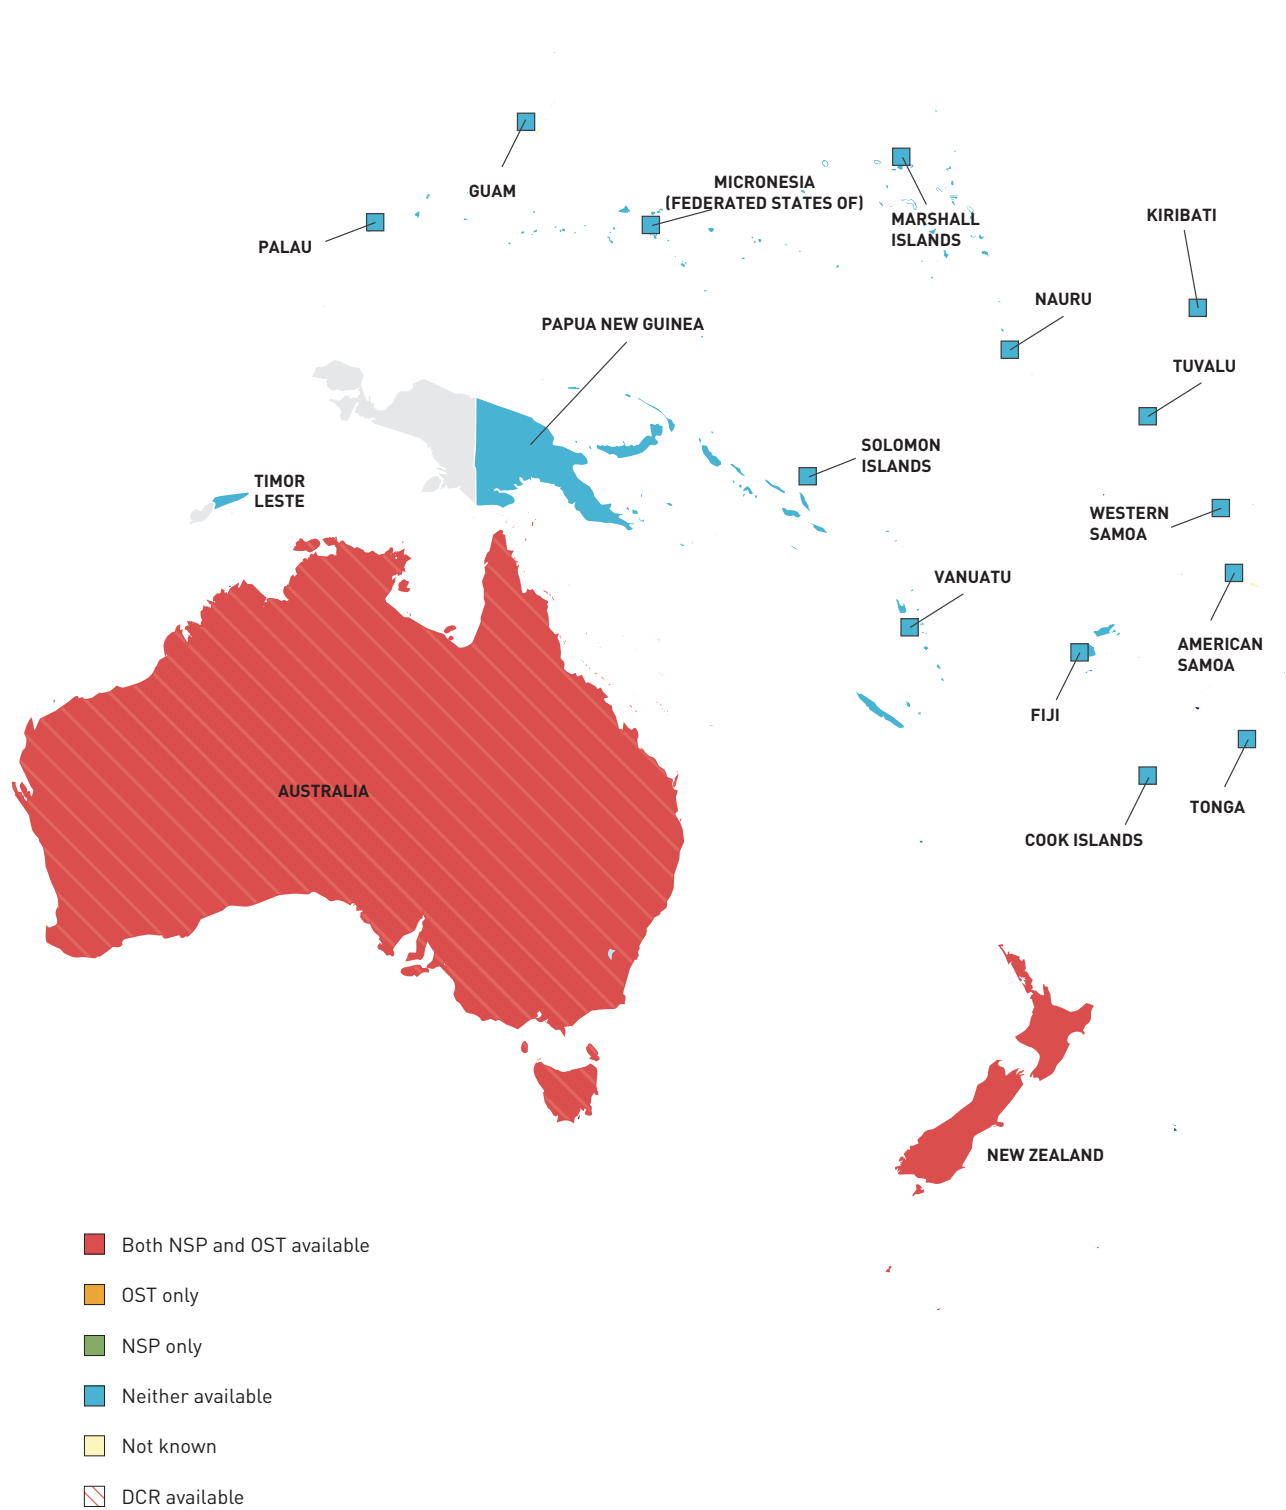 GUAM
MICRONESIA
(FEDERATED STATES OF)
MARSHALL
ISLANDS
KIRIBATI
PALAU
NAURU
PAPUA NEW GUINEA
TUVALU
SOLOMON
ISLANDS
TIMOR
LESTE
WESTERN
SAMOA
VANUATU
AMERICAN
SAMOA
FIJI
AUSTRALIA
TONGA
COOK ISLANDS
NEW ZEALAND
Both NSP and OST available
OST only
NSP only
Neither available
Not known
DCR available